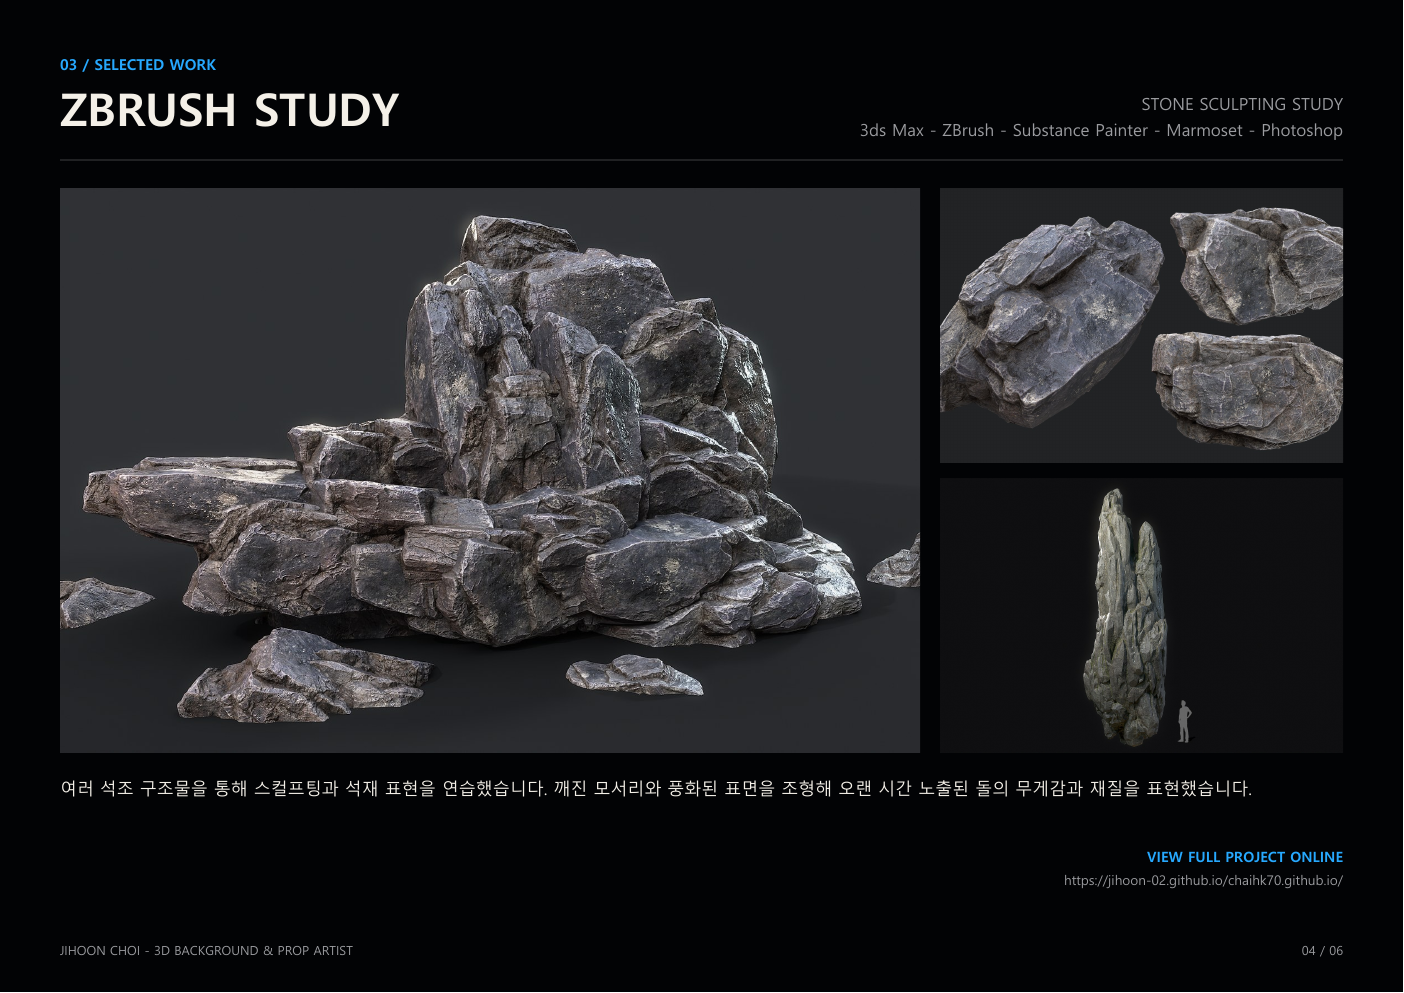 03 / SELECTED WORK
ZBRUSH STUDY
STONE SCULPTING STUDY
3ds Max - ZBrush - Substance Painter - Marmoset - Photoshop
여러 석조 구조물을 통해 스컬프팅과 석재 표현을 연습했습니다. 깨진 모서리와 풍화된 표면을 조형해 오랜 시간 노출된 돌의 무게감과 재질을 표현했습니다.
VIEW FULL PROJECT ONLINE
https://jihoon-02.github.io/chaihk70.github.io/
JIHOON CHOI - 3D BACKGROUND & PROP ARTIST
04 / 06